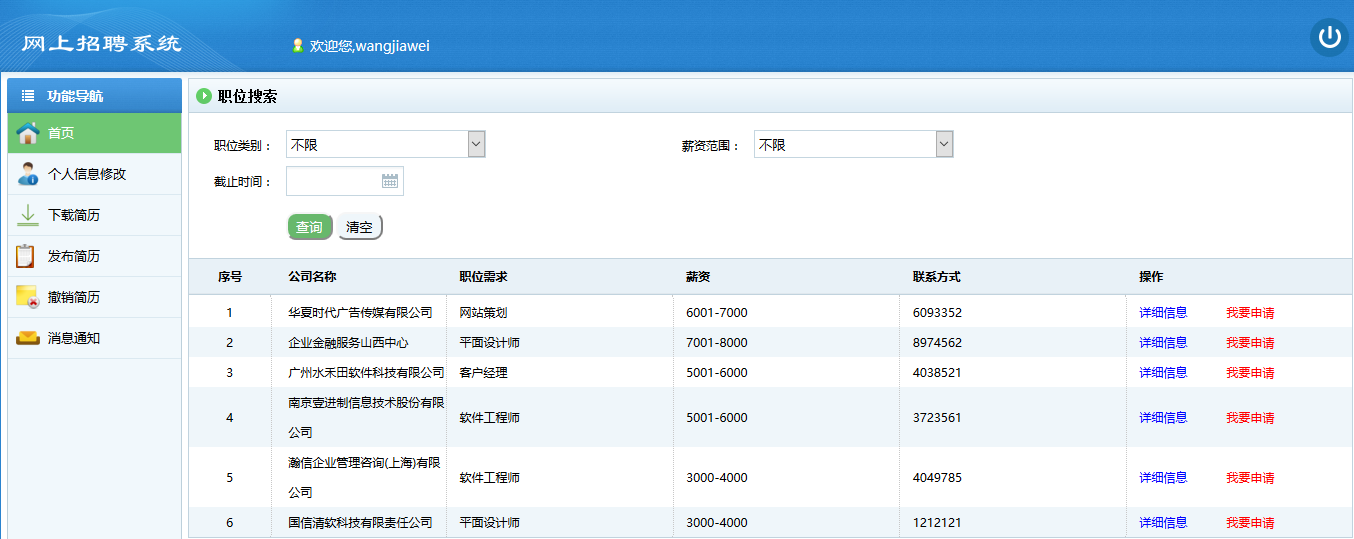 网上招聘系统
欢迎您,wangjiawei
功能导航
首页
个人信息修改
下载简历
发布简历
撤销简历
消息通知
职位搜索
职位类别： 不限 薪资范围： 不限
截止时间：
查询 清空
序号 公司名称 职位需求 薪资 联系方式 操作
1 华夏时代广告传媒有限公司 网站策划 6001-7000 6093352 详细信息 我要申请
2 企业金融服务山西中心 平面设计师 7001-8000 8974562 详细信息 我要申请
3 广州水禾田软件科技有限公司 客户经理 5001-6000 4038521 详细信息 我要申请
4 南京壹进制信息技术股份有限
公司 软件工程师 5001-6000 3723561 详细信息 我要申请
5 瀚信企业管理咨询(上海)有限
公司 软件工程师 3000-4000 4049785 详细信息 我要申请
6 国信清软科技有限责任公司 平面设计师 3000-4000 1212121 详细信息 我要申请